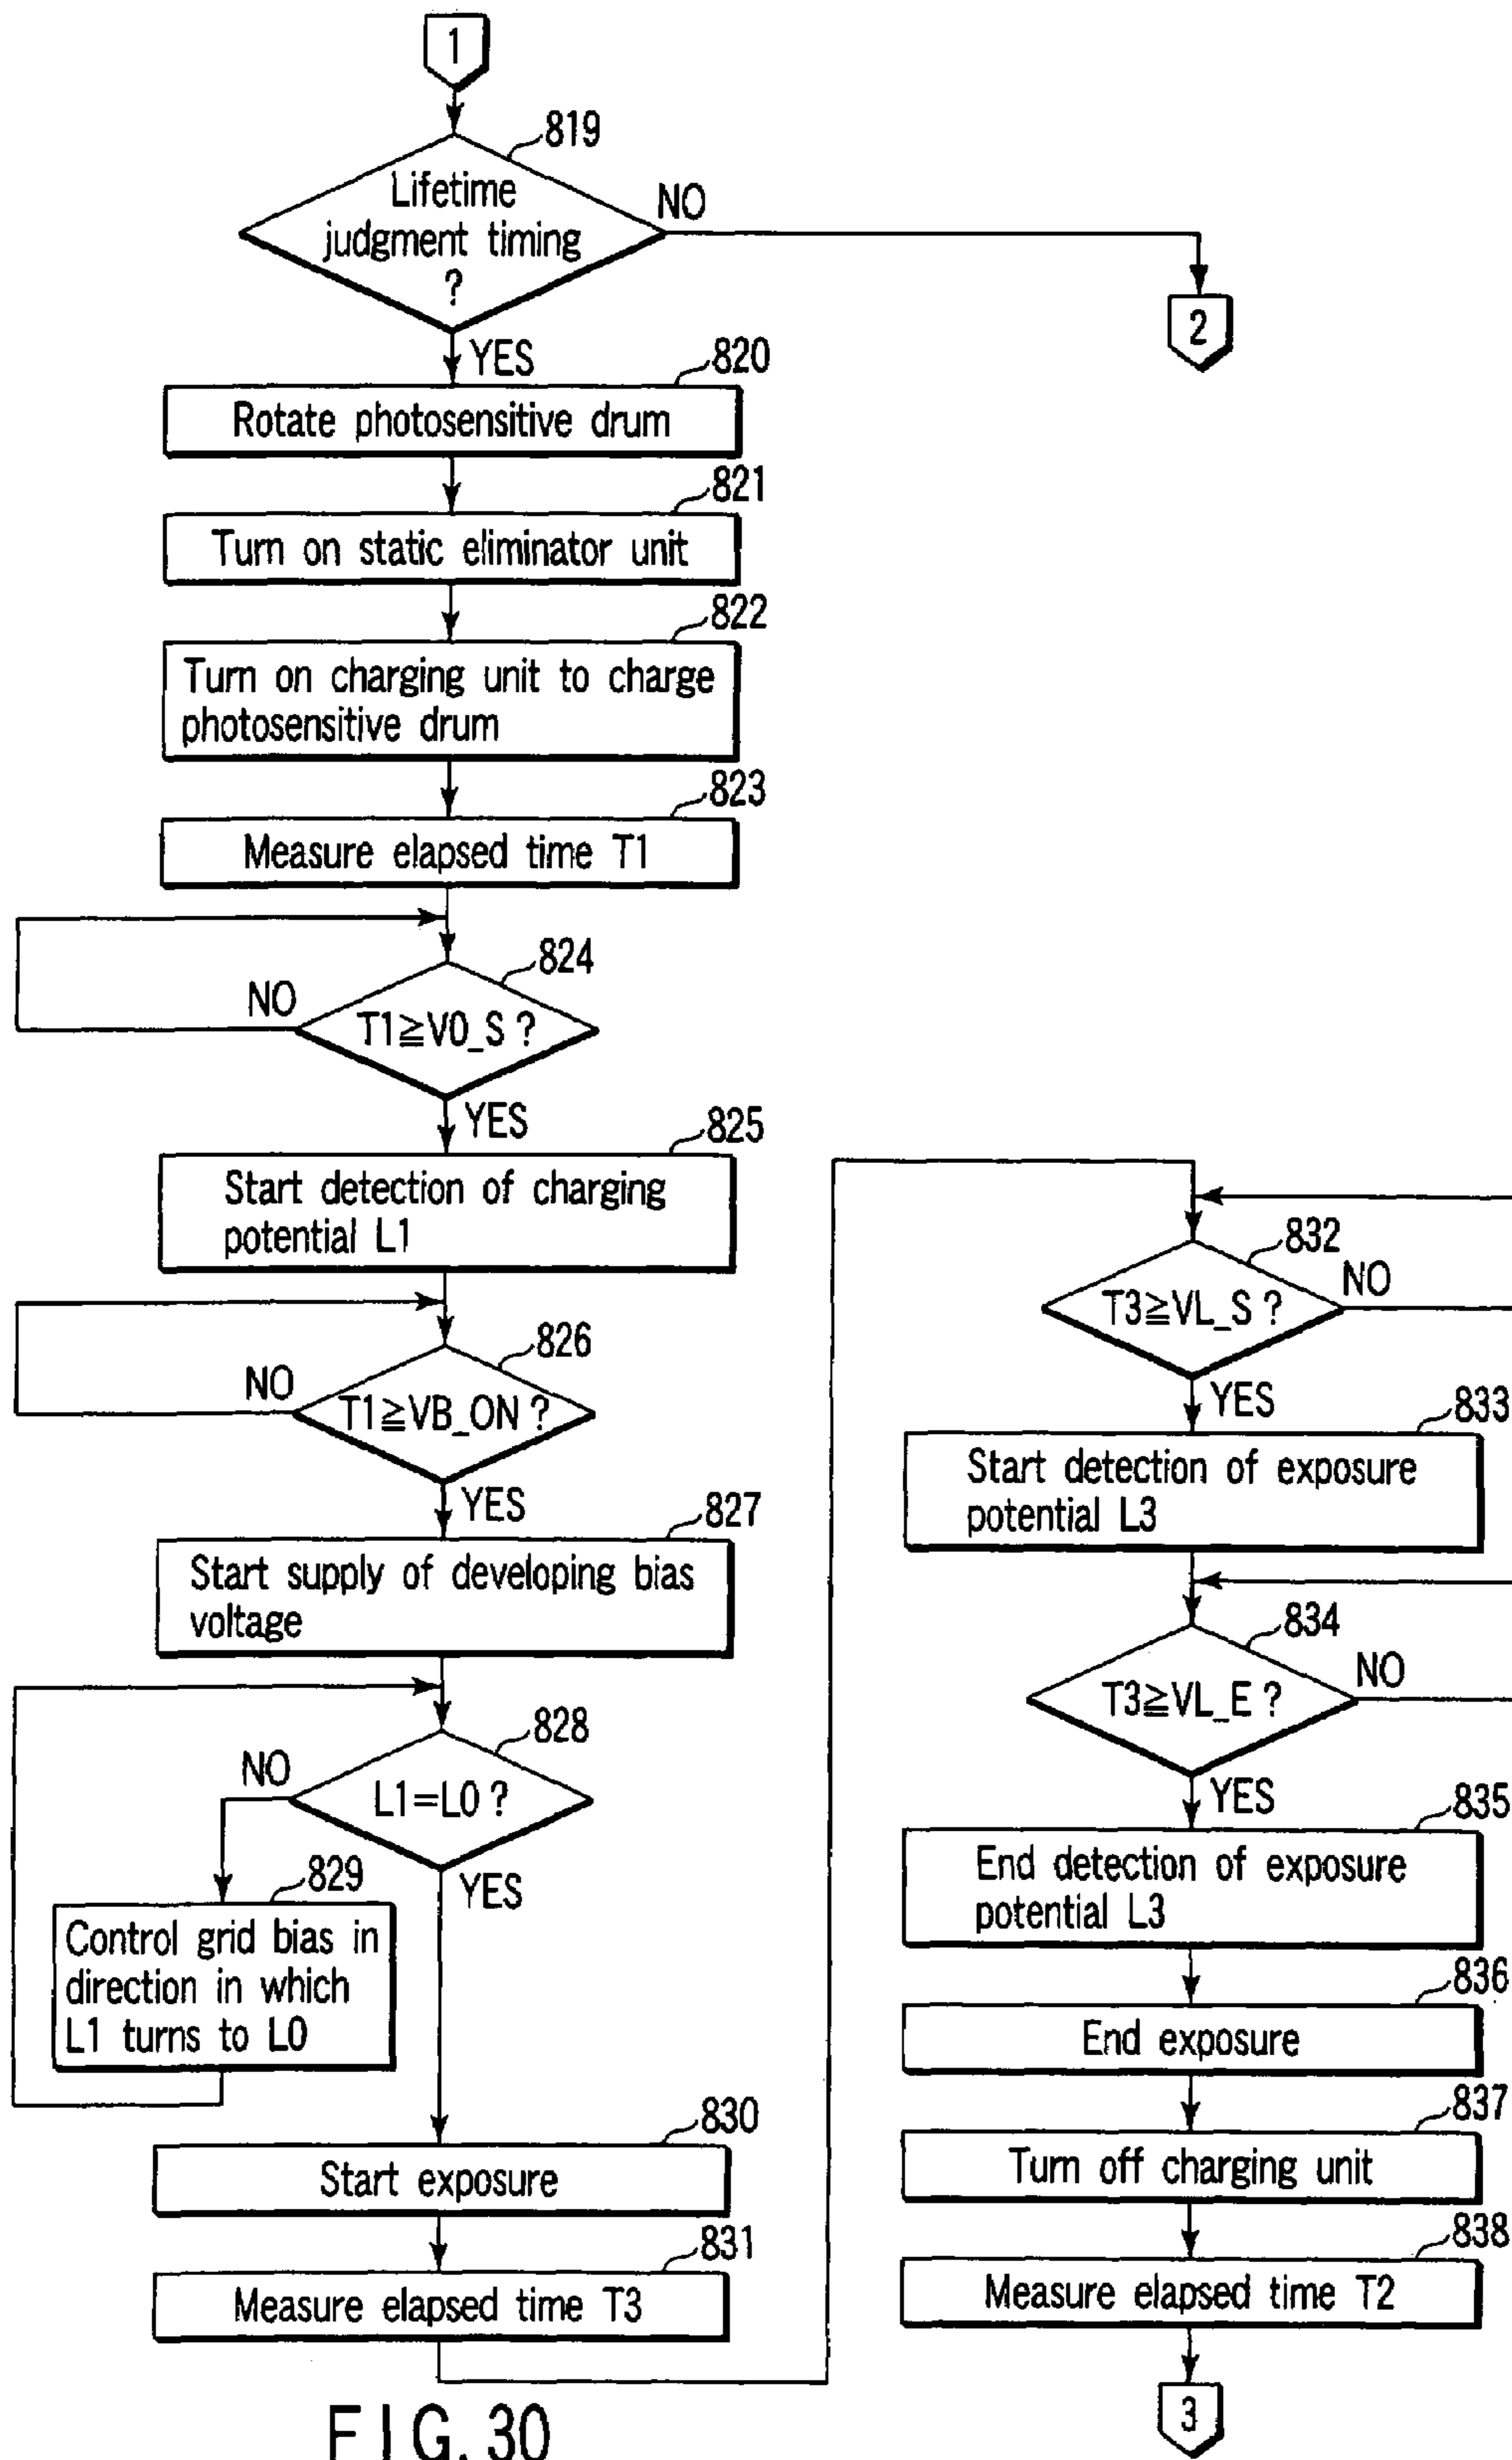 1
819
Lifetime
judgment timing
?
NO
2
YES
820
Rotate photosensitive drum
821
Turn on static eliminator unit
822
Turn on charging unit to charge
photosensitive drum
823
Measure elapsed time T1
824
NO
T1≧V0_S ?
YES
825
Start detection of charging
potential L1
826
NO
T1≧VB_ON ?
YES
827
Start supply of developing bias
voltage
828
NO
L1=L0 ?
YES
829
Control grid bias in
direction in which
L1 turns to L0
830
Start exposure
831
Measure elapsed time T3
832
T3≧VL_S ?
NO
YES
833
Start detection of exposure
potential L3
834
T3≧VL_E ?
NO
YES
835
End detection of exposure
potential L3
836
End exposure
837
Turn off charging unit
838
Measure elapsed time T2
3
FIG. 30